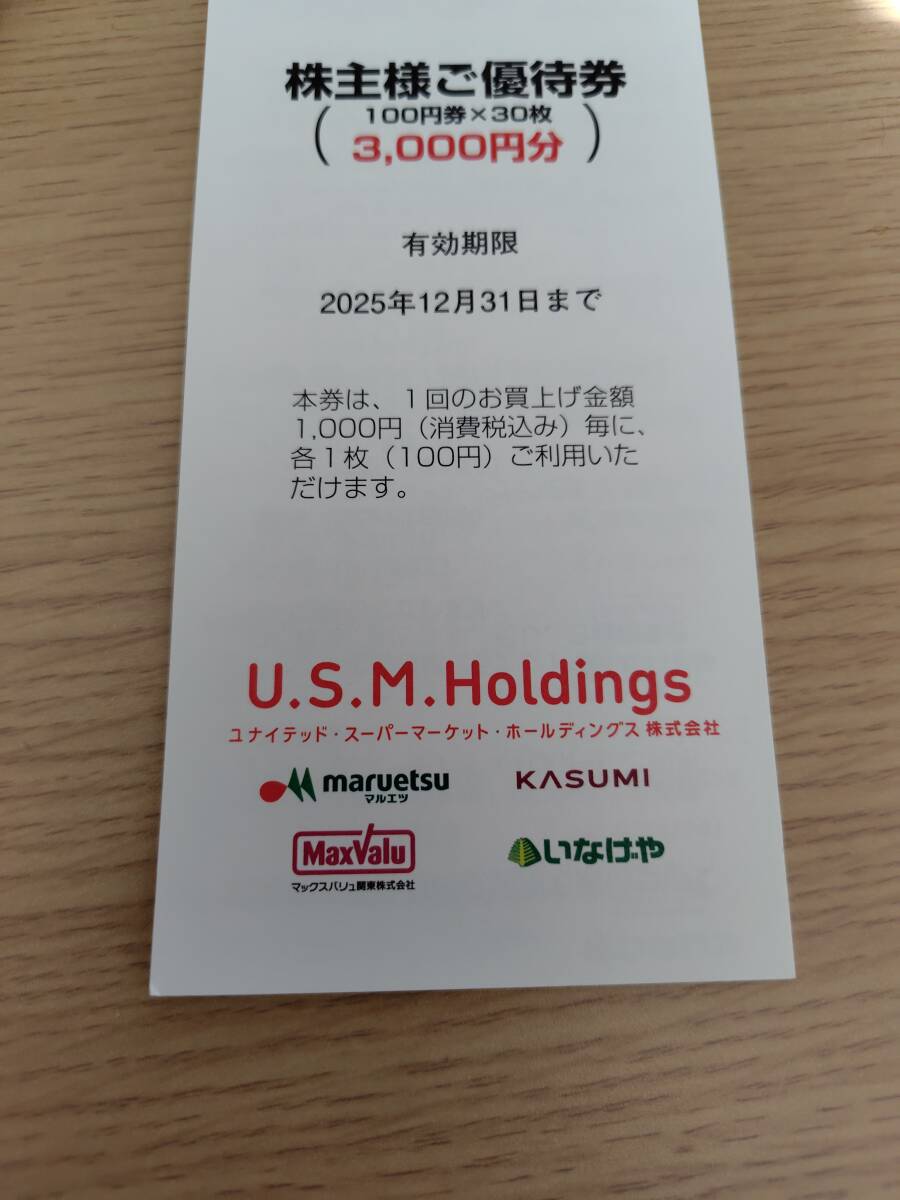 株主様ご優待券
(100円券×30枚
3,000円分)
有効期限
2025年12月31日まで
本券は、1回のお買上げ金額
1,000円(消費税込み)毎に、
各1枚(100円)ご利用いた
だけます。
U.S.M.Holdings
ユナイテッド・スーパーマーケット・ホールディングス 株式会社
maruetsu KASUMI
マルエツ
MaxValu いなげや
マックスバリュ関東株式会社